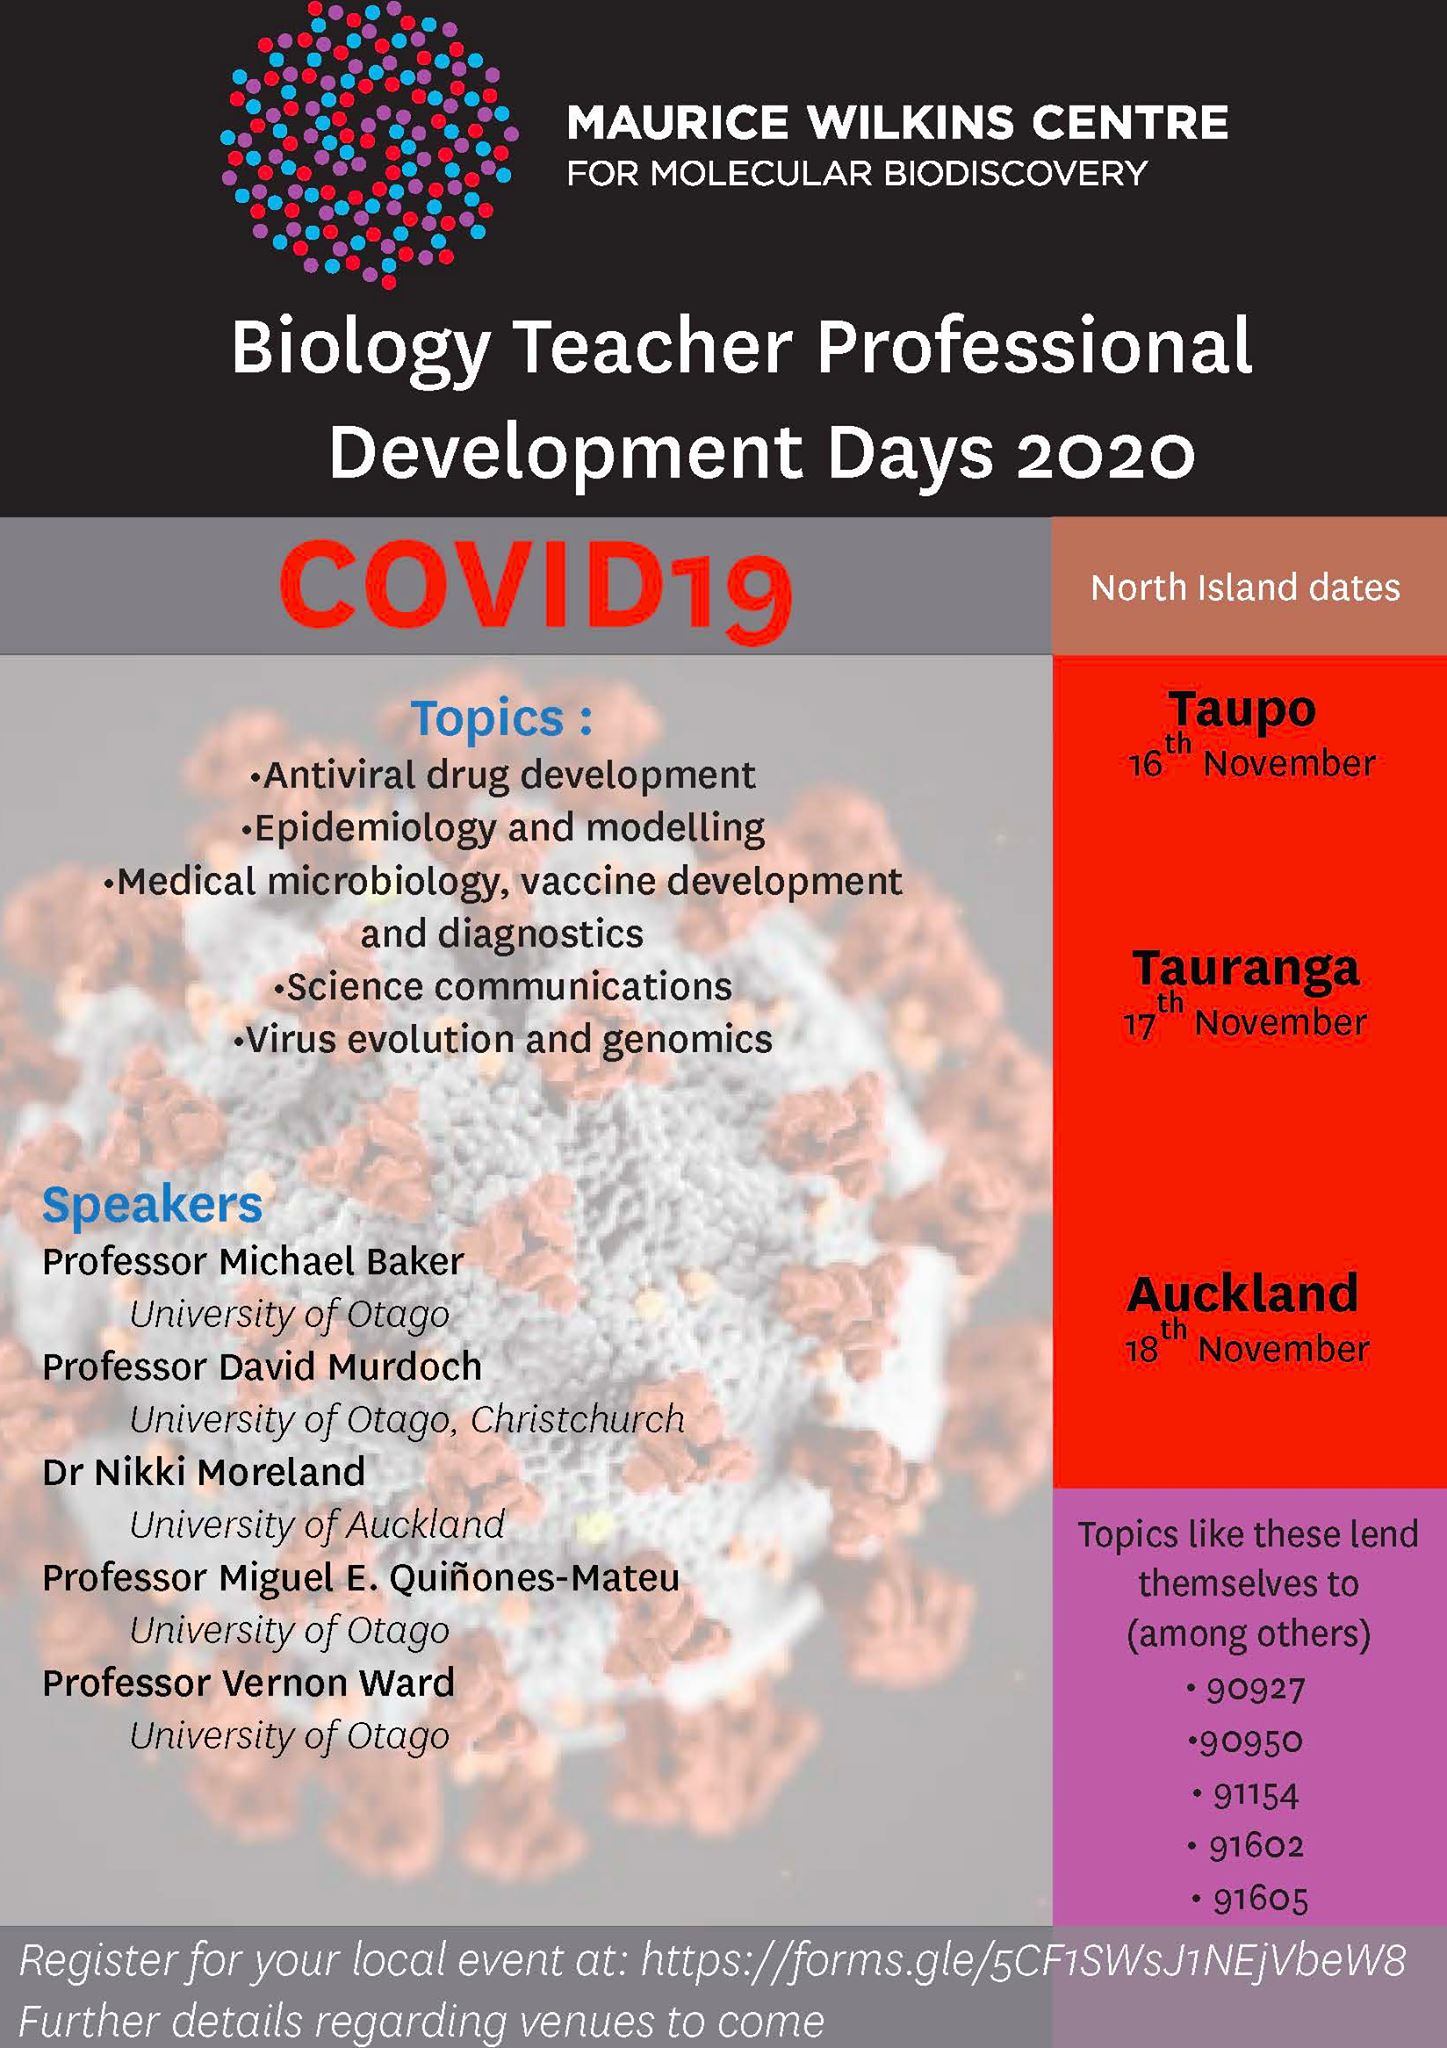 MAURICE WILKINS CENTRE
FOR MOLECULAR BIODISCOVERY
Biology Teacher Professional
Development Days 2020
COVID19
North Island dates
Topics :
•Antiviral drug development
•Epidemiology and modelling
•Medical microbiology, vaccine development
and diagnostics
•Science communications
•Virus evolution and genomics
Speakers
Professor Michael Baker
University of Otago
Professor David Murdoch
University of Otago, Christchurch
Dr Nikki Moreland
University of Auckland
Professor Miguel E. Quiñones-Mateu
University of Otago
Professor Vernon Ward
University of Otago
Taupo
16th November
Tauranga
17th November
Auckland
18th November
Topics like these lend
themselves to
(among others)
• 90927
•90950
• 91154
• 91602
• 91605
Register for your local event at: https://forms.gle/5CF1SWsJ1NEjVbeW8
Further details regarding venues to come